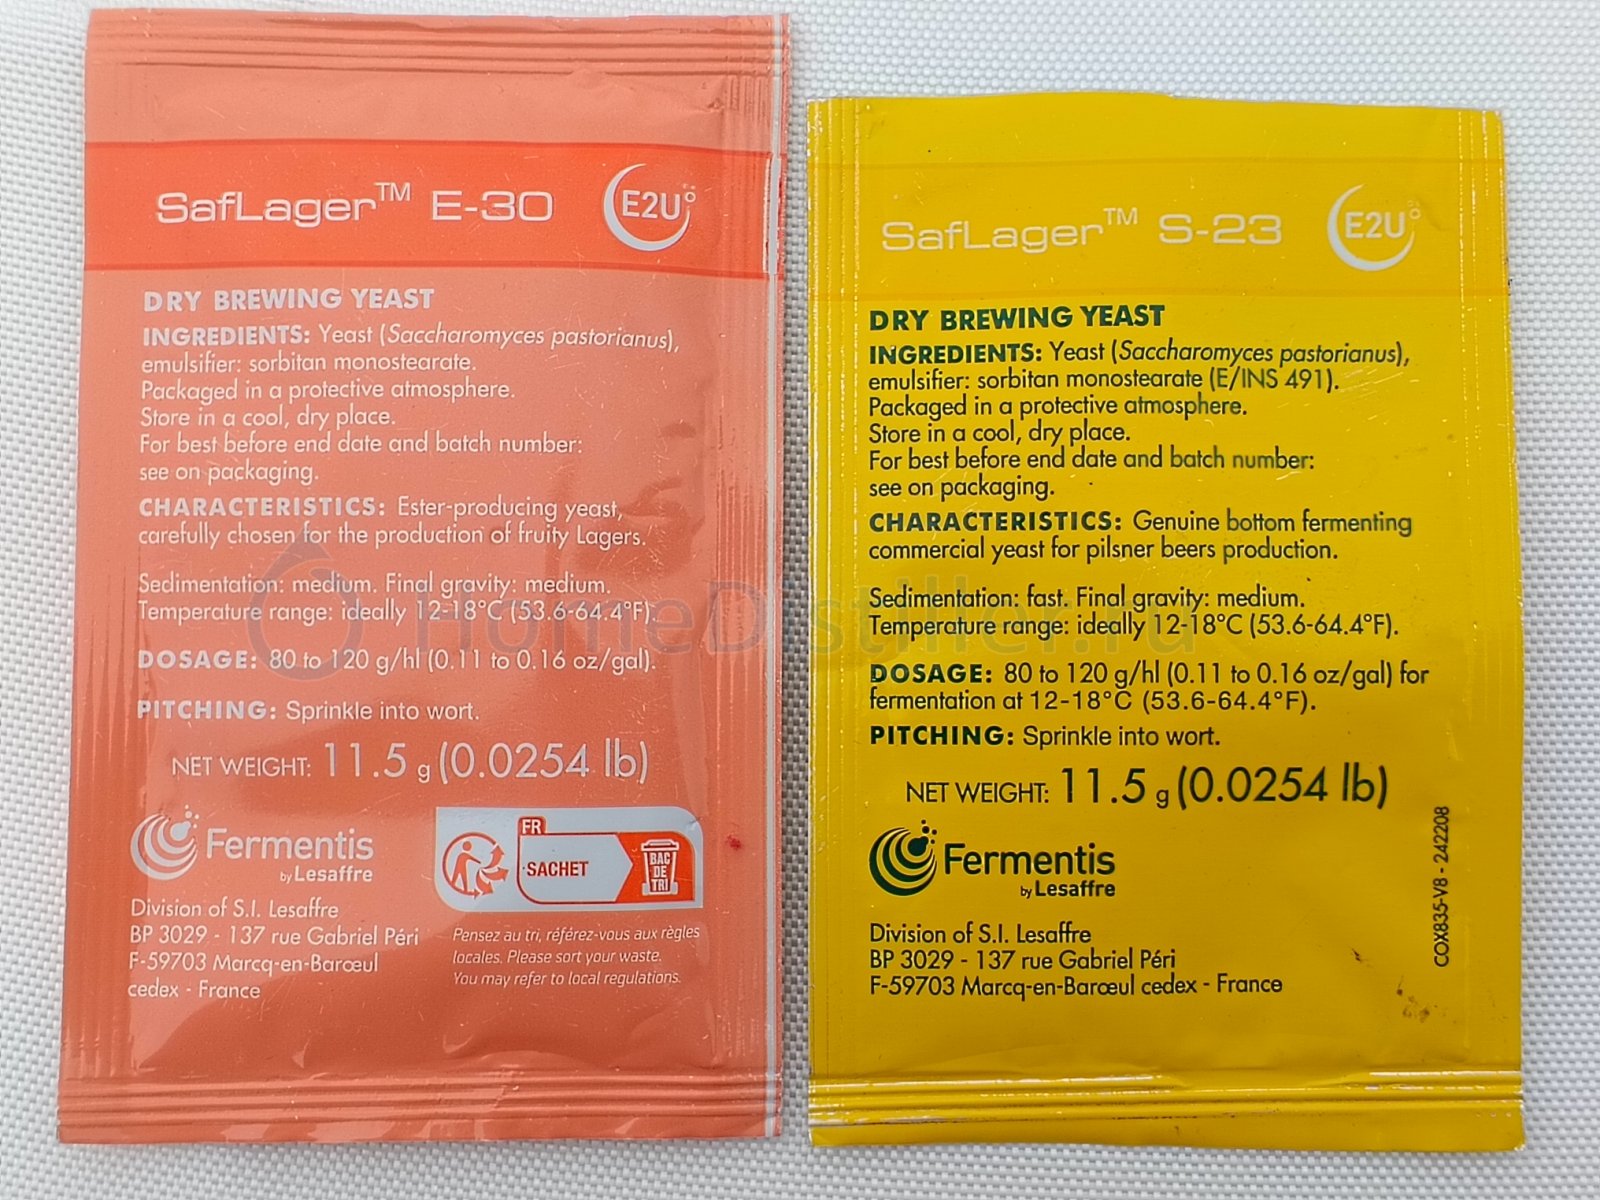 SafLager™ E-30
E2U
DRY BREWING YEAST
INGREDIENTS: Yeast (Saccharomyces pastorianus),
emulsifier: sorbitan monostearate.
Packaged in a protective atmosphere.
Store in a cool, dry place.
For best before end date and batch number:
see on packaging.
CHARACTERISTICS: Ester-producing yeast,
carefully chosen for the production of fruity Lagers.
Sedimentation: medium. Final gravity: medium.
Temperature range: ideally 12-18°C (53.6-64.4°F).
DOSAGE: 80 to 120 g/hl (0.11 to 0.16 oz/gal).
PITCHING: Sprinkle into wort.
NET WEIGHT: 11.5 g (0.0254 lb)
Fermentis
by Lesaffre
FR
SACHET
BAC
DE
TRI
Division of S.I. Lesaffre
BP 3029 - 137 rue Gabriel Péri
F-59703 Marcq-en-Barœul
cedex - France
Pensez au tri, référez-vous aux règles
locales. Please sort your waste.
You may refer to local regulations.
SafLager™ S-23
E2U
DRY BREWING YEAST
INGREDIENTS: Yeast (Saccharomyces pastorianus),
emulsifier: sorbitan monostearate (E/INS 491).
Packaged in a protective atmosphere.
Store in a cool, dry place.
For best before end date and batch number:
see on packaging.
CHARACTERISTICS: Genuine bottom fermenting
commercial yeast for pilsner beers production.
Sedimentation: fast. Final gravity: medium.
Temperature range: ideally 12-18°C (53.6-64.4°F).
DOSAGE: 80 to 120 g/hl (0.11 to 0.16 oz/gal) for
fermentation at 12-18°C (53.6-64.4°F).
PITCHING: Sprinkle into wort.
NET WEIGHT: 11.5 g (0.0254 lb)
Fermentis
by Lesaffre
Division of S.I. Lesaffre
BP 3029 - 137 rue Gabriel Péri
F-59703 Marcq-en-Barœul cedex - France
COX835-V8 - 242208
HomeDistiller.ru